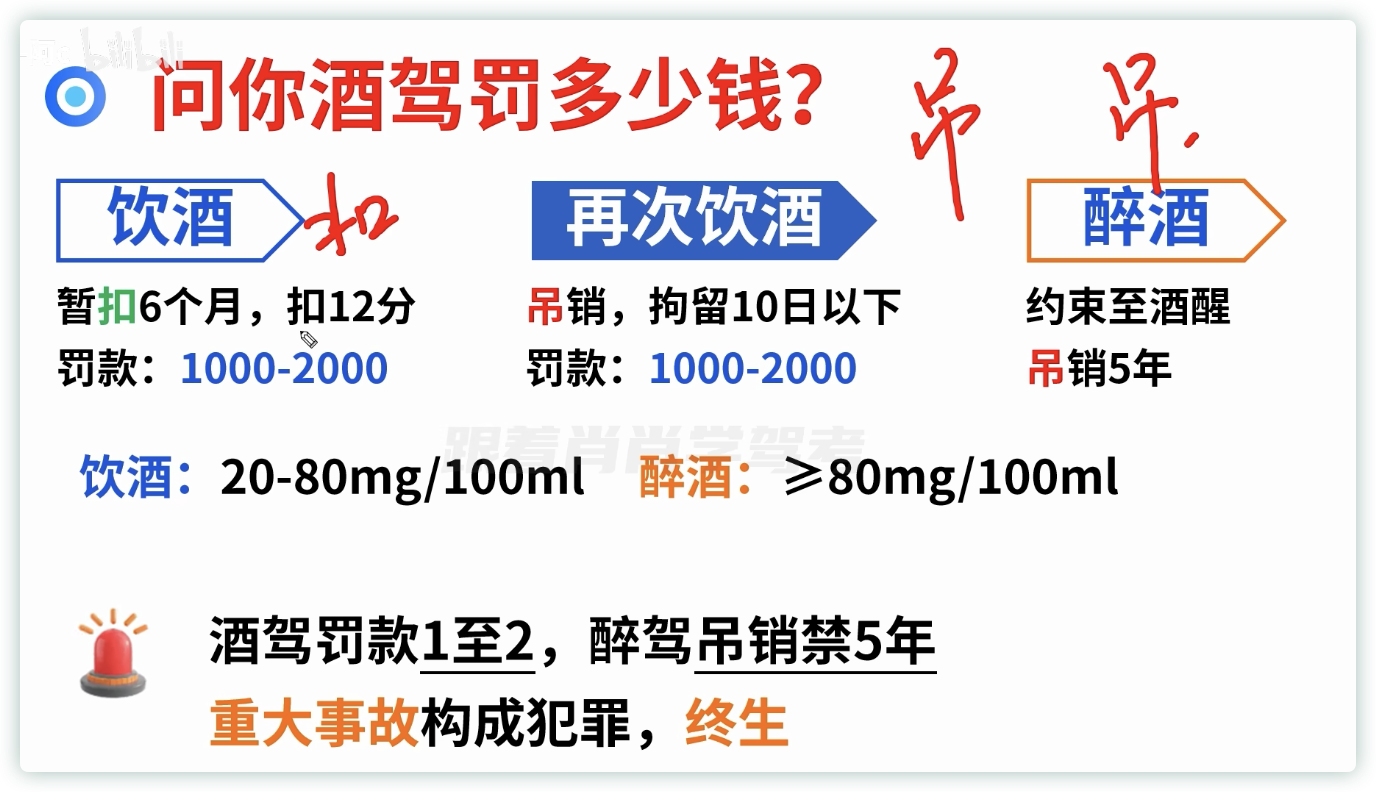 bilibili
问你酒驾罚多少钱？
吊
吊
饮酒
扣
再次饮酒
醉酒
暂扣6个月，扣12分
罚款：1000-2000
吊销，拘留10日以下
罚款：1000-2000
约束至酒醒
吊销5年
跟着肖肖学驾考
饮酒：20-80mg/100ml
醉酒：≥80mg/100ml
酒驾罚款1至2，醉驾吊销禁5年
重大事故构成犯罪，终生